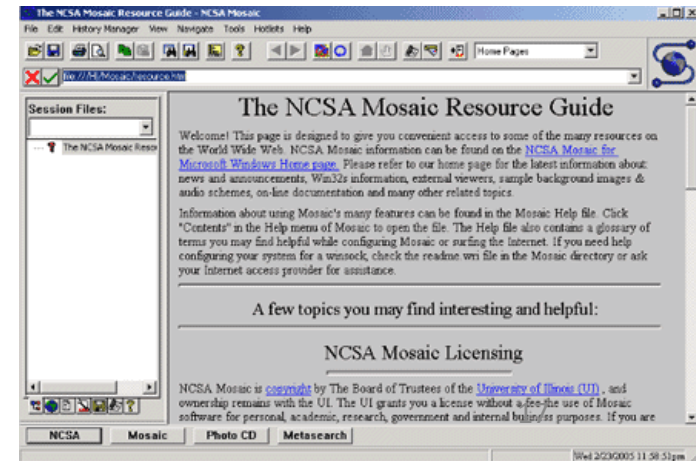 The NCSA Mosaic Resource Guide - NCSA Mosaic
File Edit History Manager View Navigate Tools Hotlists Help
Home Pages
file:///H|/Mosaic/resource.htm
Session Files:
The NCSA Mosaic Reso
The NCSA Mosaic Resource Guide
Welcome! This page is designed to give you convenient access to some of the many resources on
the World Wide Web. NCSA Mosaic information can be found on the NCSA Mosaic for
Microsoft Windows Home page. Please refer to our home page for the latest information about:
news and announcements, Win32s information, external viewers, sample background images &
audio schemes, on-line documentation and many other related topics.
Information about using Mosaic's many features can be found in the Mosaic Help file. Click
"Contents" in the Help menu of Mosaic to open the file. The Help file also contains a glossary of
terms you may find helpful while configuring Mosaic or surfing the Internet. If you need help
configuring your system for a winsock, check the readme.wri file in the Mosaic directory or ask
your Internet access provider for assistance.
A few topics you may find interesting and helpful:
NCSA Mosaic Licensing
NCSA Mosaic is copyright by The Board of Trustees of the University of Illinois (UI), and
ownership remains with the UI. The UI grants you a license without a fee the use of Mosaic
software for personal, academic, research, government and internal business purposes. If you are
NCSA Mosaic Photo CD Metasearch
Wed 2/23/2005 11:58:51pm